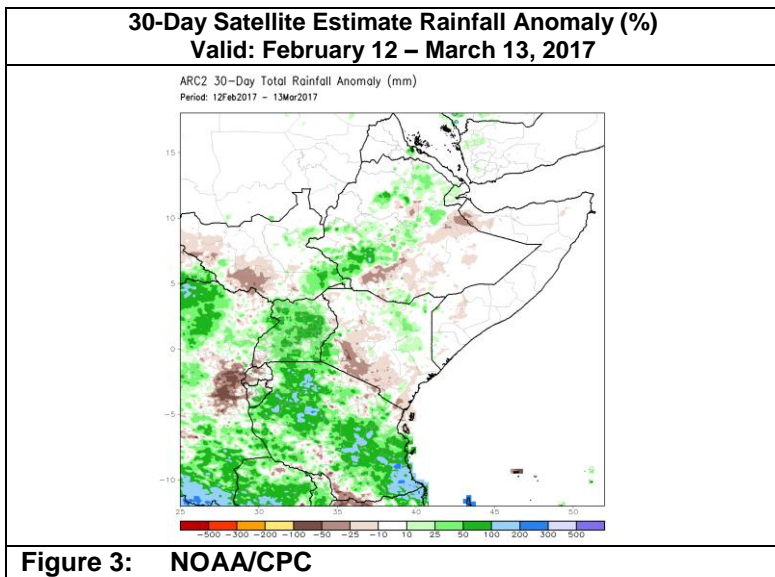 30-Day Satellite Estimate Rainfall Anomaly (%)
Valid: February 12 – March 13, 2017
ARC2 30-Day Total Rainfall Anomaly (mm)
Period: 12Feb2017 - 13Mar2017
15
10
5
0
-5
-10
25 30 35 40 45 50
-500 -300 -200 -100 -50 -25 -10 10 25 50 100 200 300 500
Figure 3: NOAA/CPC